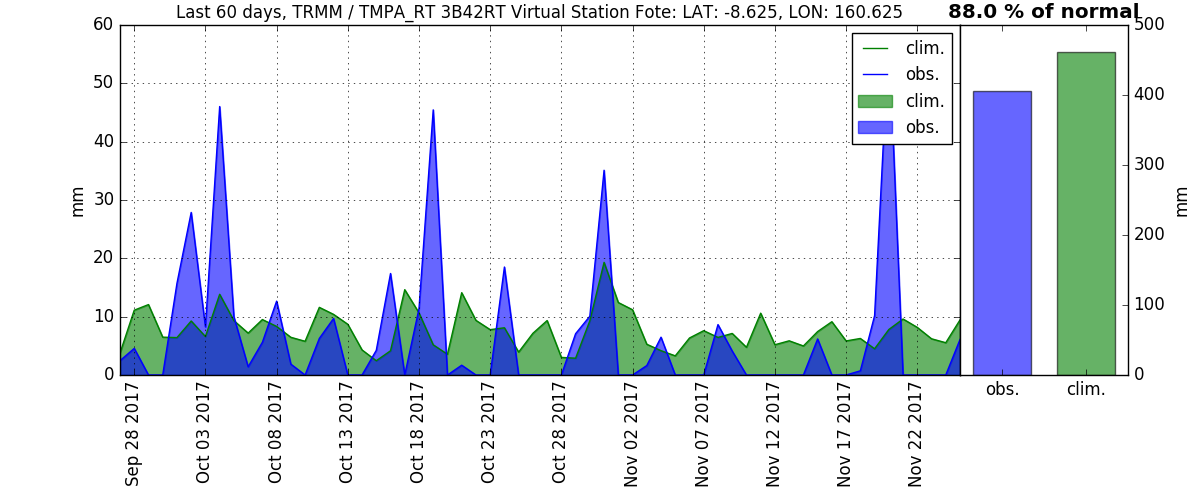 Last 60 days, TRMM / TMPA_RT 3B42RT Virtual Station Fote: LAT: -8.625, LON: 160.625
88.0 % of normal
60
50
40
30
20
10
0
mm
clim.
obs.
clim.
obs.
500
400
300
200
100
0
mm
obs.
clim.
Sep 28 2017
Oct 03 2017
Oct 08 2017
Oct 13 2017
Oct 18 2017
Oct 23 2017
Oct 28 2017
Nov 02 2017
Nov 07 2017
Nov 12 2017
Nov 17 2017
Nov 22 2017